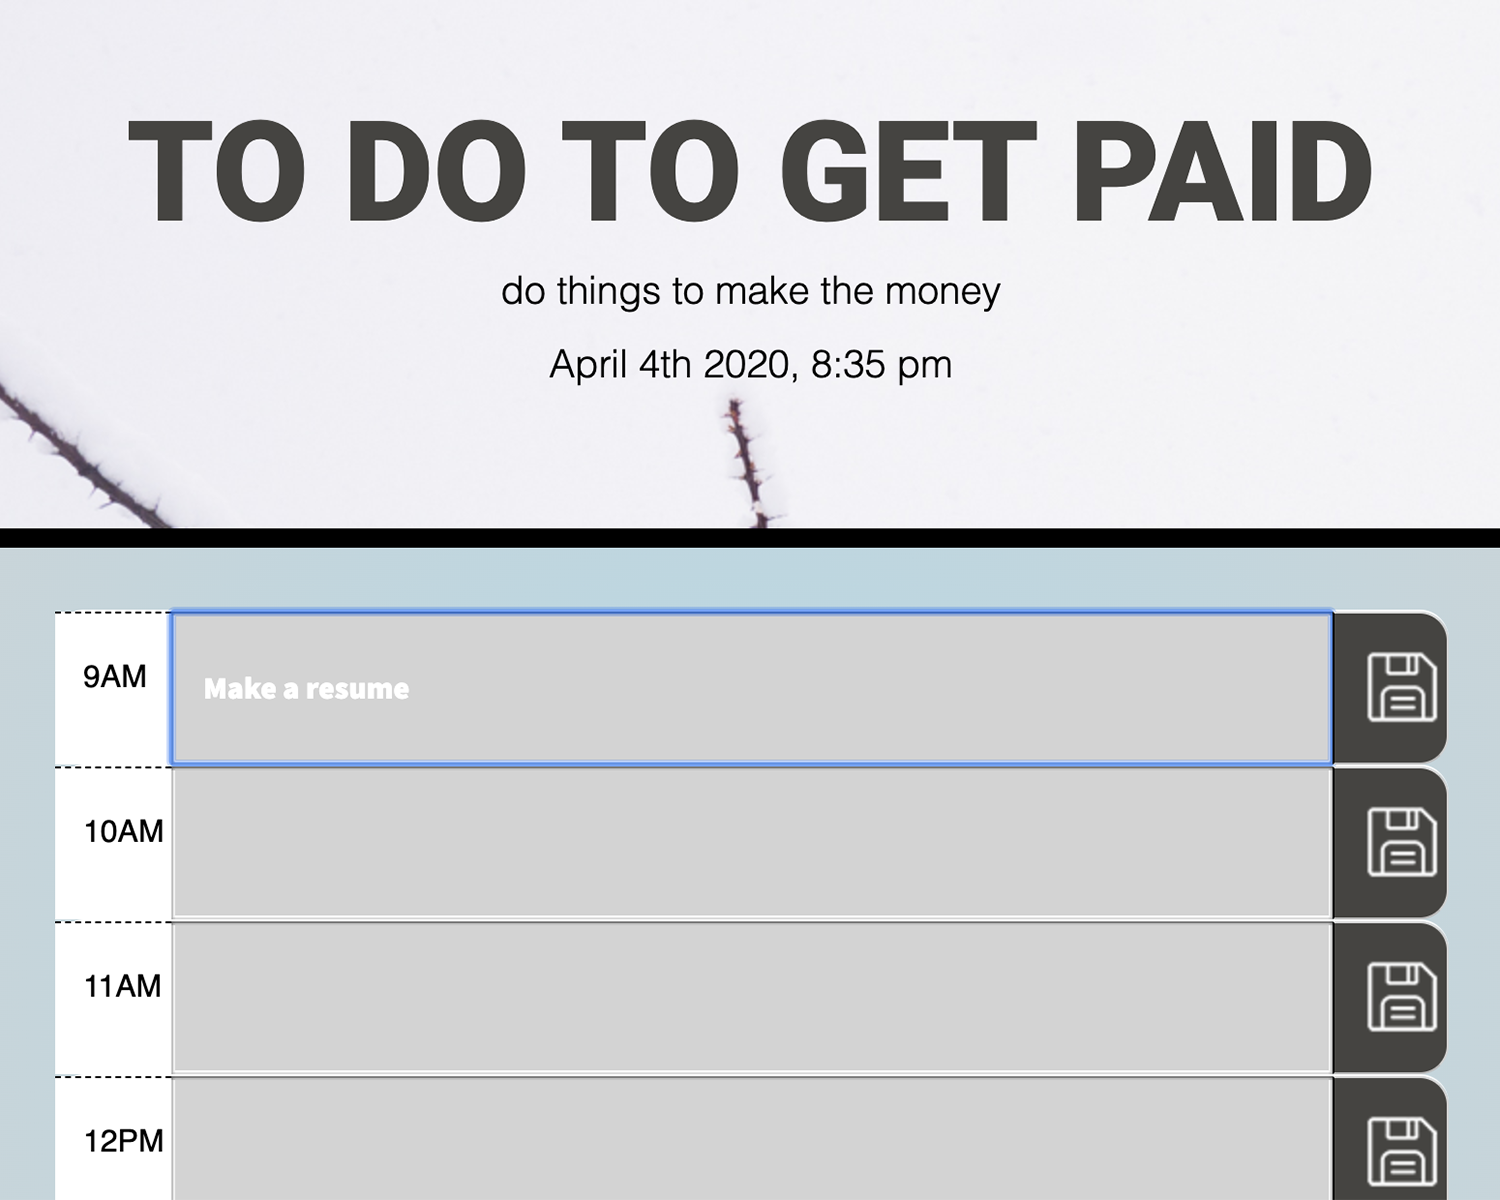 TO DO TO GET PAID
do things to make the money
April 4th 2020, 8:35 pm
9AM
Make a resume
10AM
11AM
12PM